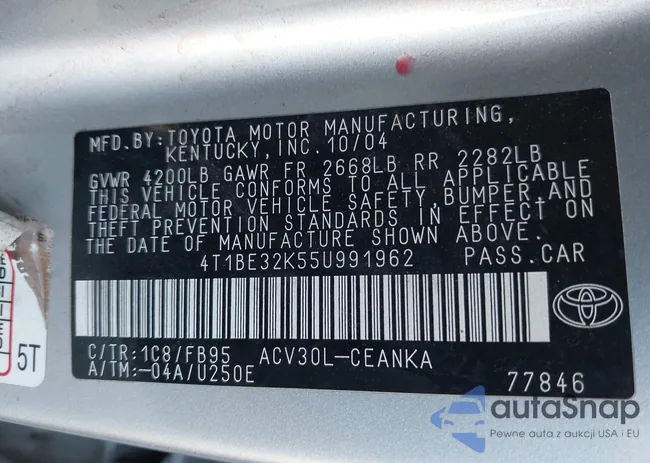 MFD.BY:TOYOTA MOTOR MANUFACTURING,
KENTUCKY, INC. 10/04
GVWR 4200LB GAWR FR 2668LB RR 2282LB
THIS VEHICLE CONFORMS TO ALL APPLICABLE
FEDERAL MOTOR VEHICLE SAFETY,BUMPER,AND
THEFT PREVENTION STANDARDS IN EFFECT ON
THE DATE OF MANUFACTURE SHOWN ABOVE.
4T1BE32K55U991962 PASS.CAR
C/TR:1C8/FB95 ACV30L-CEANKA
A/TM:-04A/U250E
77846
5T
autoSnap
Pewne auta z aukcji USA i EU